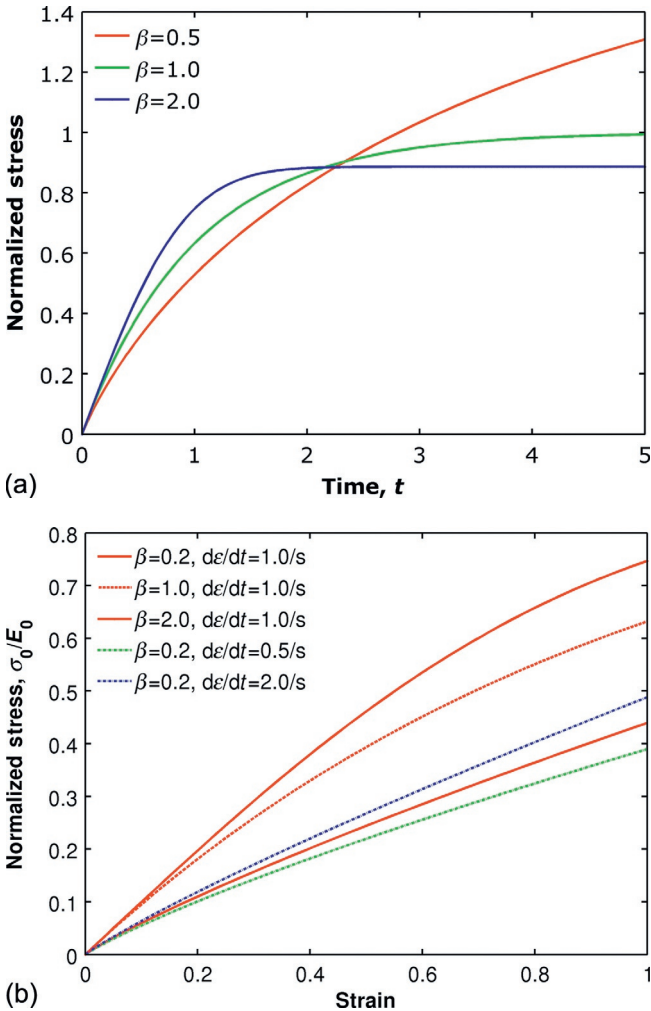 1.4
β=0.5
β=1.0
β=2.0
1.2
1
0.8
0.6
0.4
0.2
0
Normalized stress
0 1 2 3 4 5
Time, t
(a)
0.8
β=0.2, dε/dt=1.0/s
β=1.0, dε/dt=1.0/s
β=2.0, dε/dt=1.0/s
β=0.2, dε/dt=0.5/s
β=0.2, dε/dt=2.0/s
0.7
0.6
0.5
0.4
0.3
0.2
0.1
0
Normalized stress, σ₀/E₀
0 0.2 0.4 0.6 0.8 1
Strain
(b)